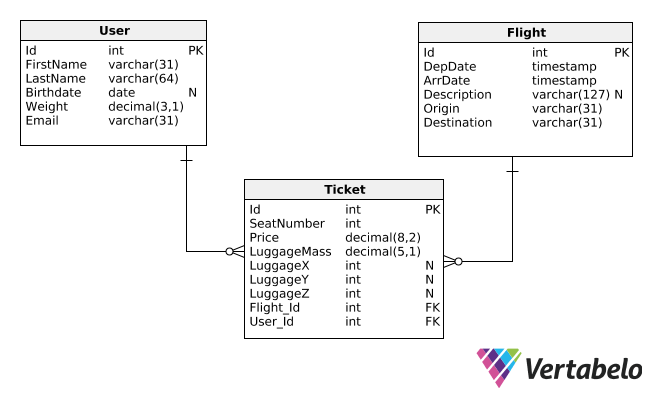 User
Id int PK
FirstName varchar(31)
LastName varchar(64)
Birthdate date N
Weight decimal(3,1)
Email varchar(31)
Flight
Id int PK
DepDate timestamp
ArrDate timestamp
Description varchar(127) N
Origin varchar(31)
Destination varchar(31)
Ticket
Id int PK
SeatNumber int
Price decimal(8,2)
LuggageMass decimal(5,1)
LuggageX int N
LuggageY int N
LuggageZ int N
Flight_Id int FK
User_Id int FK
Vertabelo